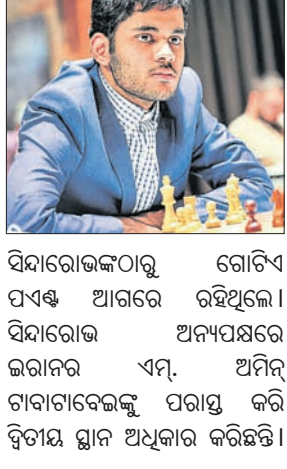 ସିନ୍ଦାରୋଭଙ୍କଠାରୁ ଗୋଟିଏ
ପଏଣ୍ଟ ଆଗରେ ରହିଥିଲେ।
ସିନ୍ଦାରୋଭ ଅନ୍ୟପକ୍ଷରେ
ଇରାନର ଏମ୍. ଅମିନ୍
ଟାବାଟାବେଇଙ୍କୁ ପରାସ୍ତ କରି
ଦ୍ୱିତୀୟ ସ୍ଥାନ ଅଧିକାର କରିଛନ୍ତି।